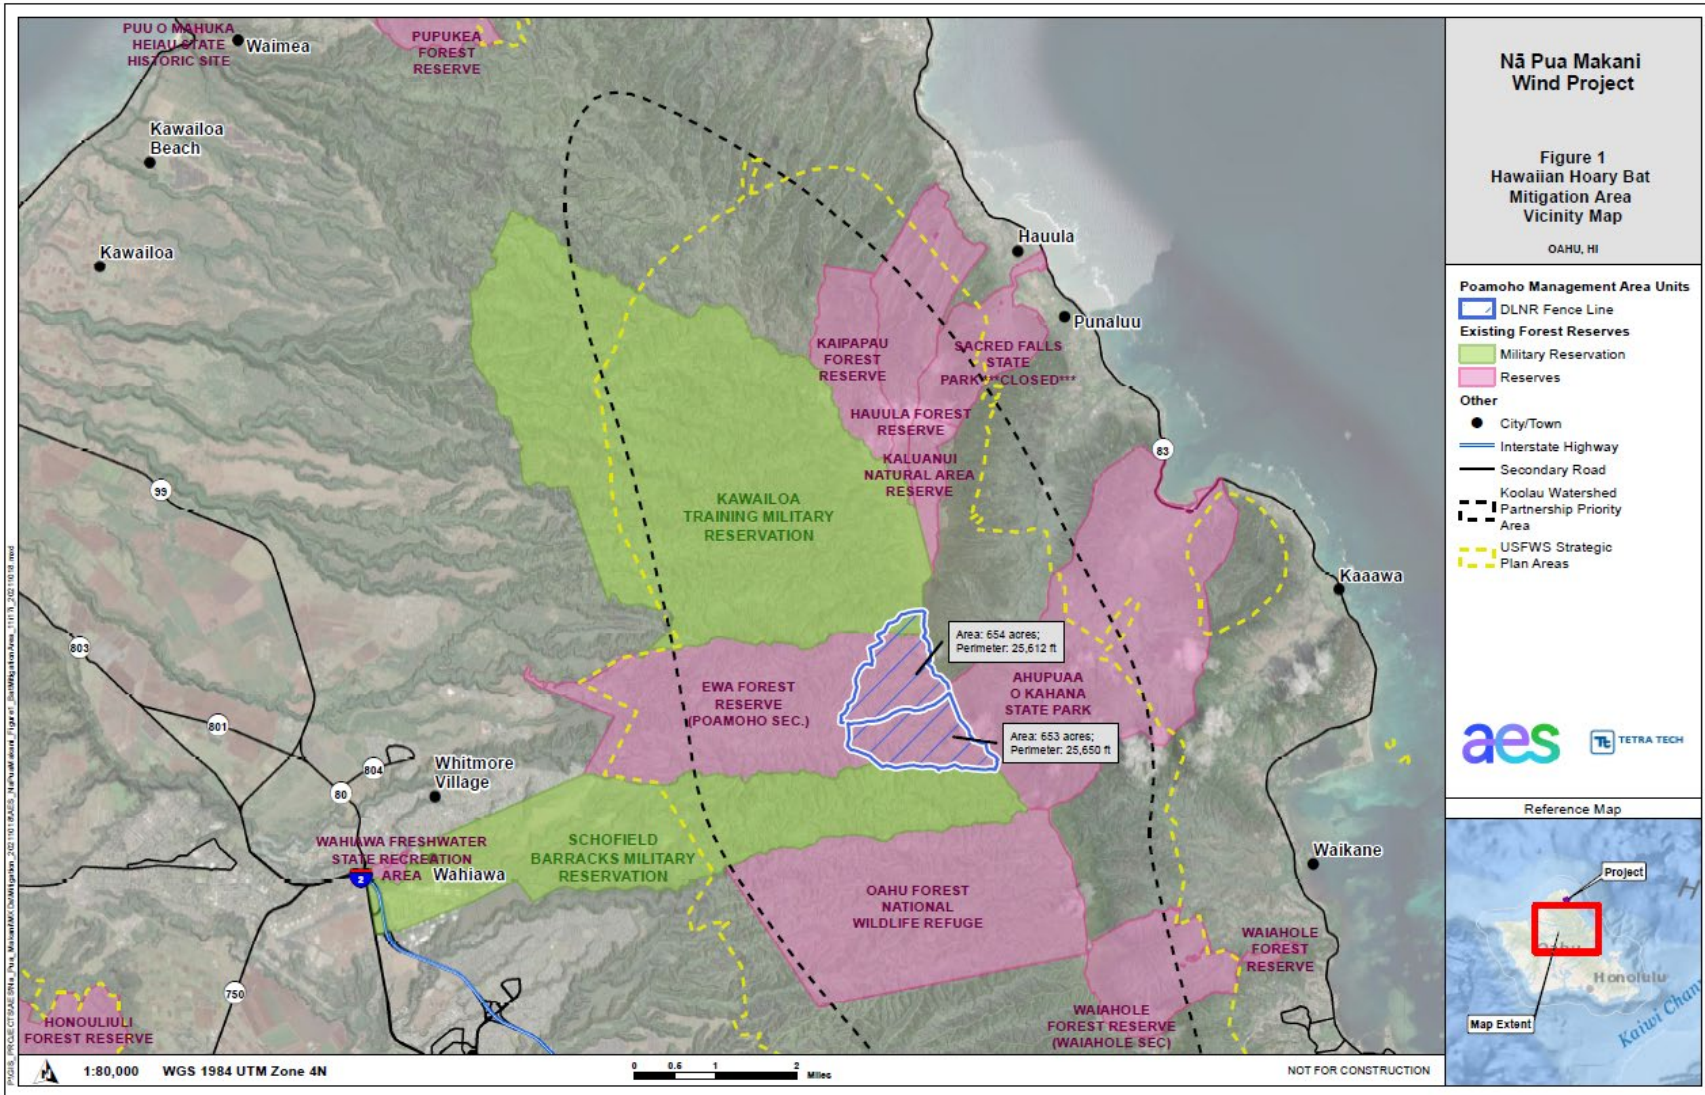 PUU O MAHUKA
HEIAU STATE
HISTORIC SITE
Waimea
PUPUKEA
FOREST
RESERVE
Kawailoa
Beach
Kawailoa
Hauula
Punaluu
KAIPAPAU
FOREST
RESERVE
SACRED FALLS
STATE
PARK***CLOSED***
HAUULA FOREST
RESERVE
KALUANUI
NATURAL AREA
RESERVE
83
99
KAWAILOA
TRAINING MILITARY
RESERVATION
Kaaawa
803
Area: 654 acres;
Perimeter: 25,612 ft
EWA FOREST
RESERVE
(POAMOHO SEC.)
AHUPUAA
O KAHANA
STATE PARK
Area: 653 acres;
Perimeter: 25,650 ft
801
804
80
Whitmore
Village
WAHIAWA FRESHWATER
STATE RECREATION
AREA
2
Wahiawa
SCHOFIELD
BARRACKS MILITARY
RESERVATION
Waikane
OAHU FOREST
NATIONAL
WILDLIFE REFUGE
WAIAHOLE
FOREST
RESERVE
750
HONOULIULI
FOREST RESERVE
WAIAHOLE
FOREST RESERVE
(WAIAHOLE SEC)
N
1:80,000
WGS 1984 UTM Zone 4N
0 0.6 1 2
Miles
NOT FOR CONSTRUCTION
Nā Pua Makani
Wind Project
Figure 1
Hawaiian Hoary Bat
Mitigation Area
Vicinity Map
OAHU, HI
Poamoho Management Area Units
DLNR Fence Line
Existing Forest Reserves
Military Reservation
Reserves
Other
City/Town
Interstate Highway
Secondary Road
Koolau Watershed
Partnership Priority
Area
USFWS Strategic
Plan Areas
aes
Tt TETRA TECH
Reference Map
Project
H
Oahu
Honolulu
Map Extent
Kaiwi Chann